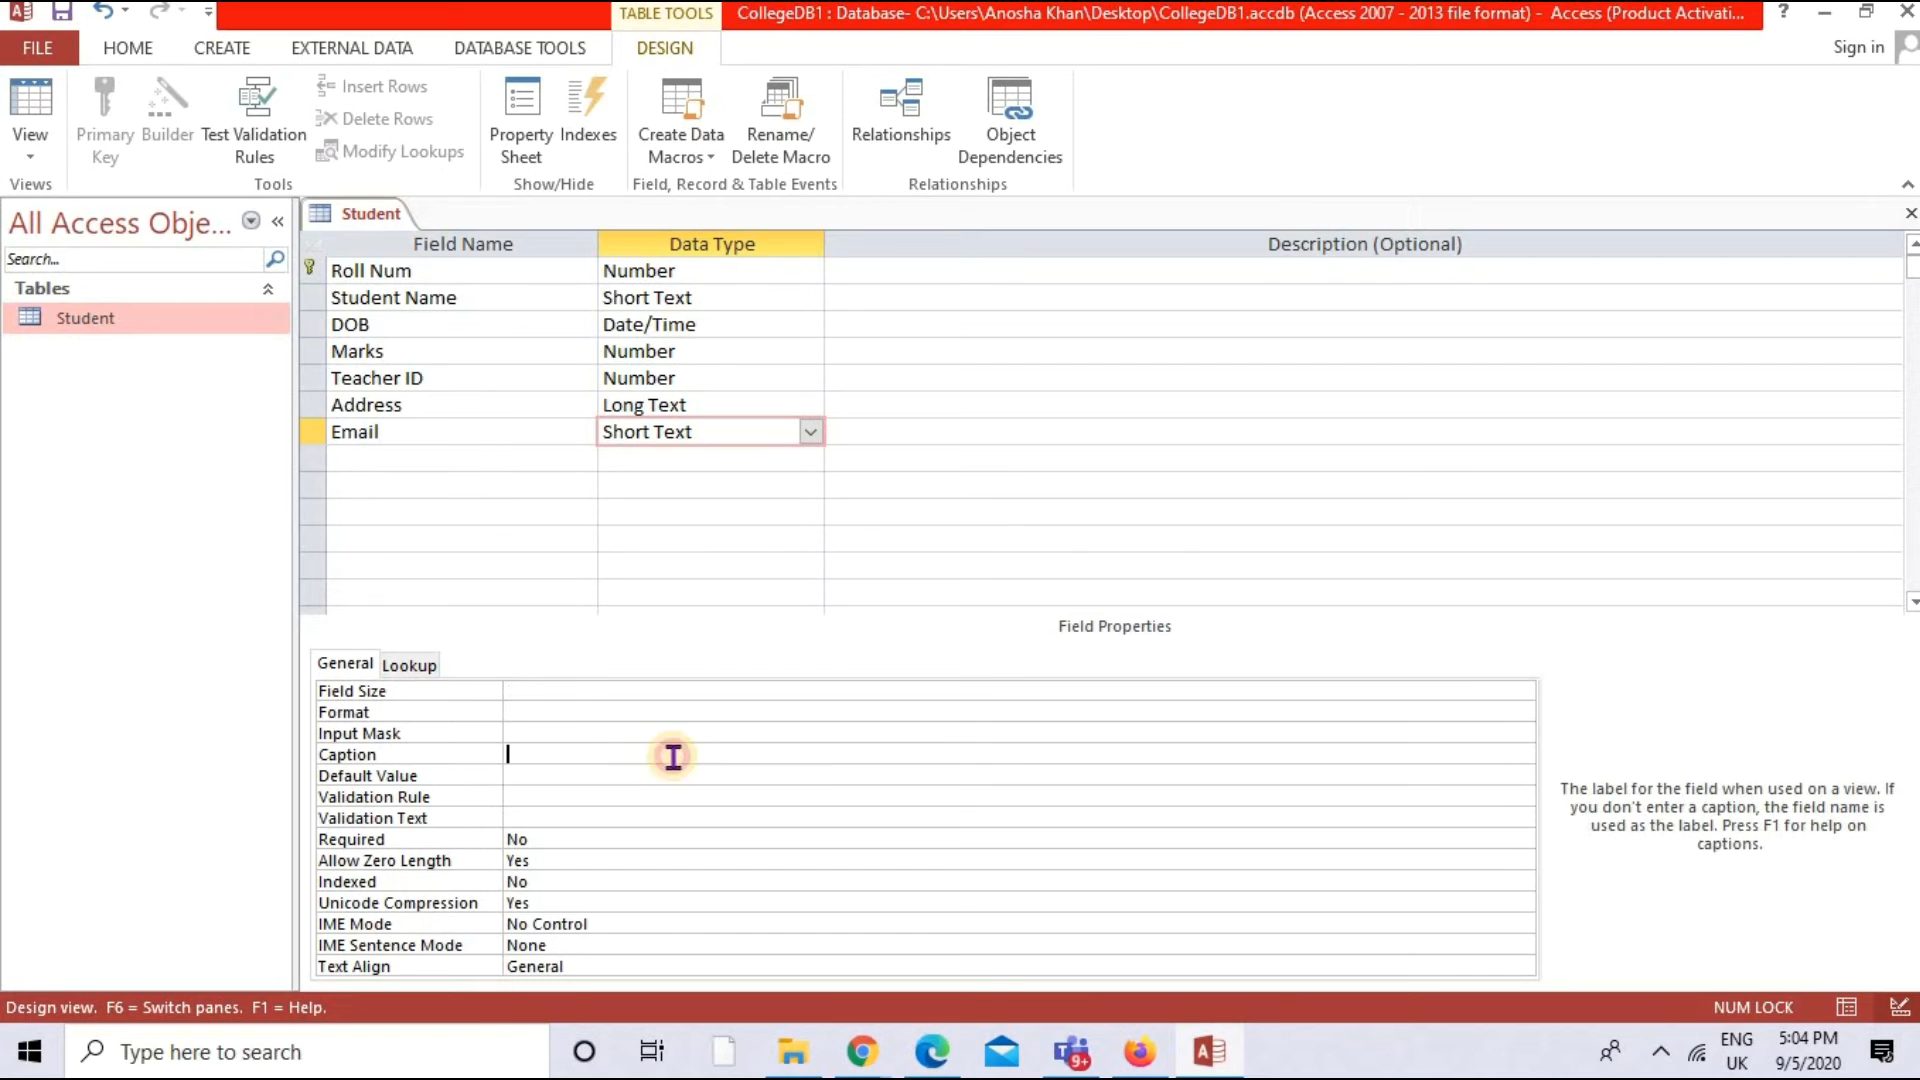 TABLE TOOLS
CollegeDB1 : Database- C:\Users\Anosha Khan\Desktop\CollegeDB1.accdb (Access 2007 - 2013 file format) - Access (Product Activati...
?
FILE
HOME
CREATE
EXTERNAL DATA
DATABASE TOOLS
DESIGN
Sign in
View
Primary
Key
Builder
Test Validation
Rules
Insert Rows
Delete Rows
Modify Lookups
Property
Sheet
Indexes
Create Data
Macros
Rename/
Delete Macro
Relationships
Object
Dependencies
Views
Tools
Show/Hide
Field, Record & Table Events
Relationships
All Access Obje...
Search...
Tables
Student
Student
Field Name
Data Type
Description (Optional)
Roll Num
Number
Student Name
Short Text
DOB
Date/Time
Marks
Number
Teacher ID
Number
Address
Long Text
Email
Short Text
Field Properties
General
Lookup
Field Size
Format
Input Mask
Caption
Default Value
Validation Rule
Validation Text
Required
No
Allow Zero Length
Yes
Indexed
No
Unicode Compression
Yes
IME Mode
No Control
IME Sentence Mode
None
Text Align
General
The label for the field when used on a view. If
you don't enter a caption, the field name is
used as the label. Press F1 for help on
captions.
Design view. F6 = Switch panes. F1 = Help.
NUM LOCK
Type here to search
9+
ENG
UK
5:04 PM
9/5/2020